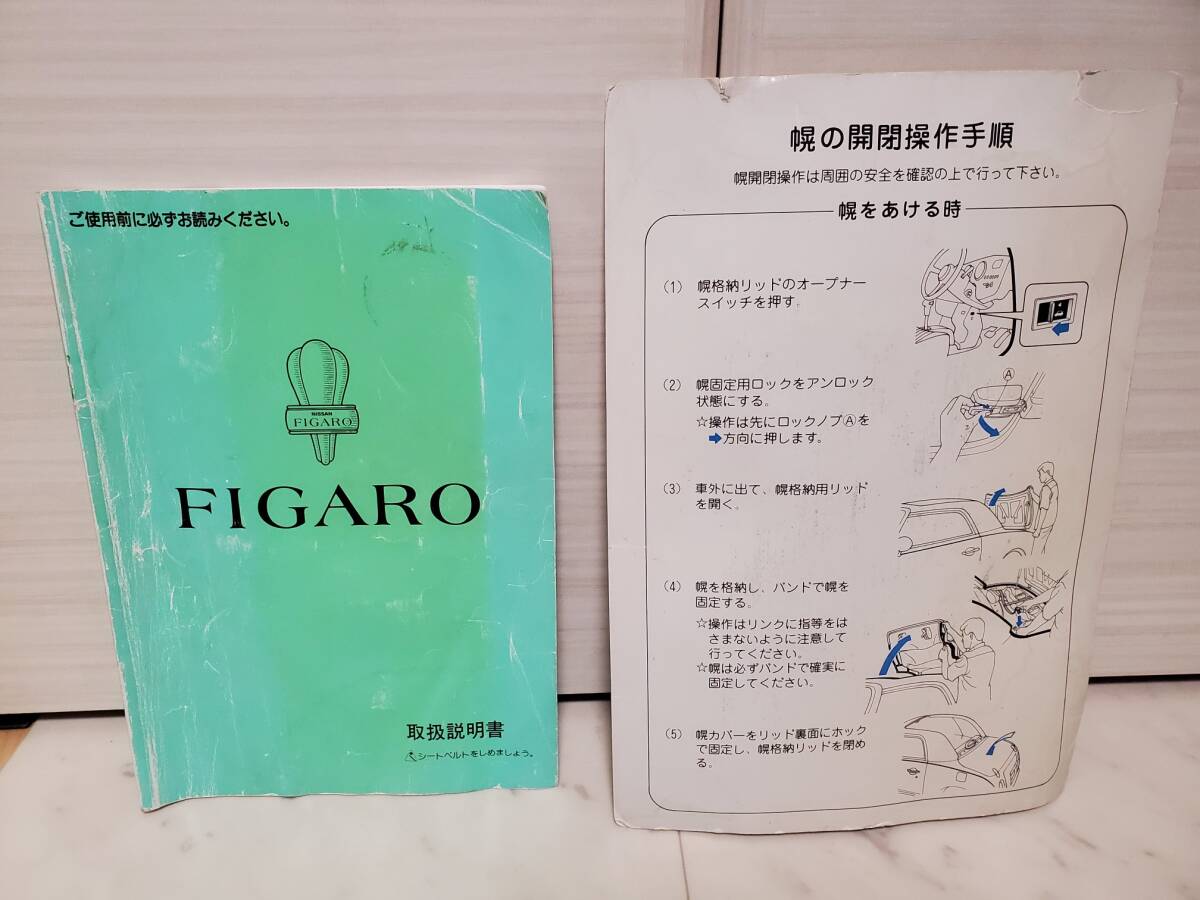 ご使用前に必ずお読みください。
NISSAN
FIGARO
FIGARO
取扱説明書
シートベルトをしめましょう。
幌の開閉操作手順
幌開閉操作は周囲の安全を確認の上で行って下さい。
幌をあける時
(1) 幌格納リッドのオープナー
スイッチを押す。
(2) 幌固定用ロックをアンロック
状態にする。
☆操作は先にロックノブⒶを
➡方向に押します。
Ⓐ
(3) 車外に出て、幌格納用リッド
を開く。
(4) 幌を格納し、バンドで幌を
固定する。
☆操作はリンクに指等をは
さまないように注意して
行ってください。
☆幌は必ずバンドで確実に
固定してください。
(5) 幌カバーをリッド裏面にホック
で固定し、幌格納リッドを閉め
る。